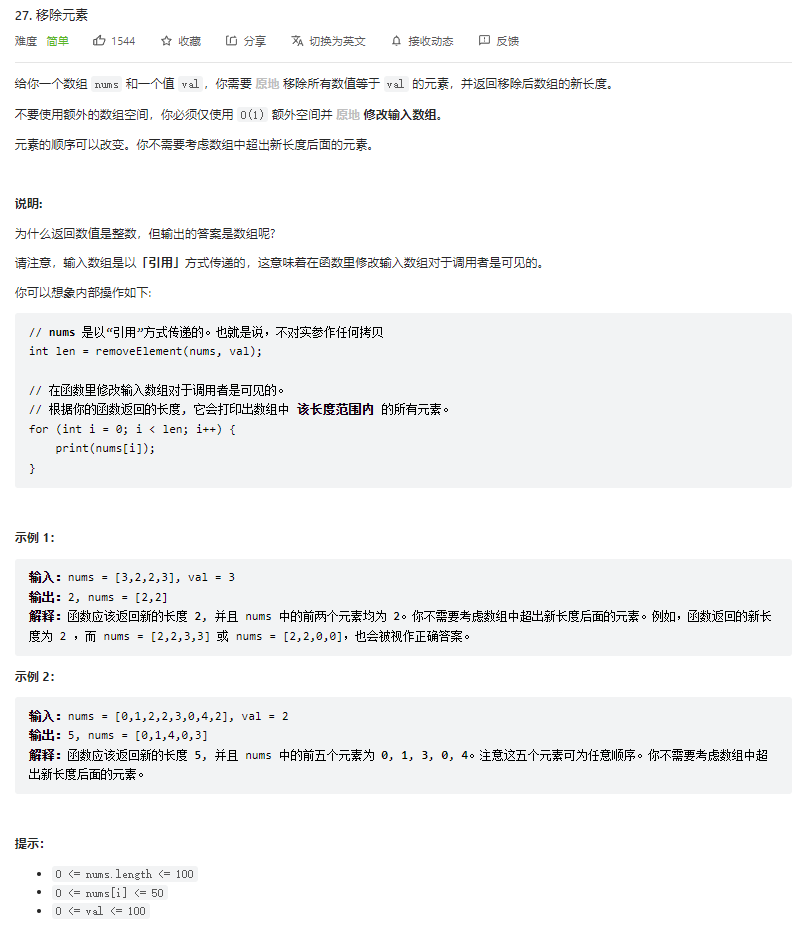 27. 移除元素
难度 简单 1544 收藏 分享 切换为英文 接收动态 反馈
给你一个数组 nums 和一个值 val，你需要 原地 移除所有数值等于 val 的元素，并返回移除后数组的新长度。
不要使用额外的数组空间，你必须仅使用 O(1) 额外空间并 原地 修改输入数组。
元素的顺序可以改变。你不需要考虑数组中超出新长度后面的元素。
说明:
为什么返回数值是整数，但输出的答案是数组呢?
请注意，输入数组是以「引用」方式传递的，这意味着在函数里修改输入数组对于调用者是可见的。
你可以想象内部操作如下:
// nums 是以“引用”方式传递的。也就是说，不对实参作任何拷贝
int len = removeElement(nums, val);
// 在函数里修改输入数组对于调用者是可见的。
// 根据你的函数返回的长度, 它会打印出数组中 该长度范围内 的所有元素。
for (int i = 0; i < len; i++) {
    print(nums[i]);
}
示例 1：
输入：nums = [3,2,2,3], val = 3
输出：2, nums = [2,2]
解释：函数应该返回新的长度 2, 并且 nums 中的前两个元素均为 2。你不需要考虑数组中超出新长度后面的元素。例如，函数返回的新长
度为 2 ，而 nums = [2,2,3,3] 或 nums = [2,2,0,0]，也会被视作正确答案。
示例 2：
输入：nums = [0,1,2,2,3,0,4,2], val = 2
输出：5, nums = [0,1,4,0,3]
解释：函数应该返回新的长度 5, 并且 nums 中的前五个元素为 0, 1, 3, 0, 4。注意这五个元素可为任意顺序。你不需要考虑数组中超
出新长度后面的元素。
提示：
0 <= nums.length <= 100
0 <= nums[i] <= 50
0 <= val <= 100